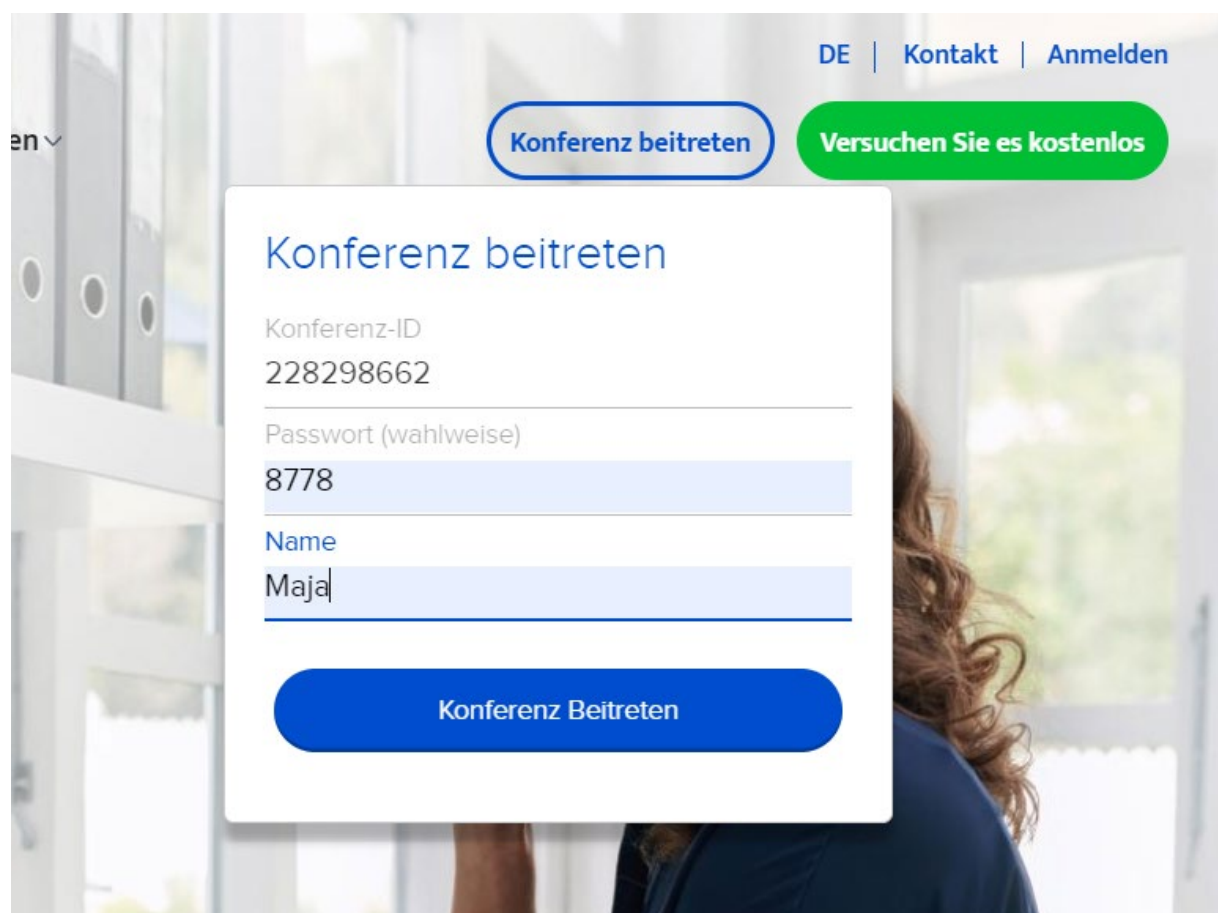 DE | Kontakt | Anmelden
en
Konferenz beitreten
Versuchen Sie es kostenlos
Konferenz beitreten
Konferenz-ID
228298662
Passwort (wahlweise)
8778
Name
Maja
Konferenz Beitreten